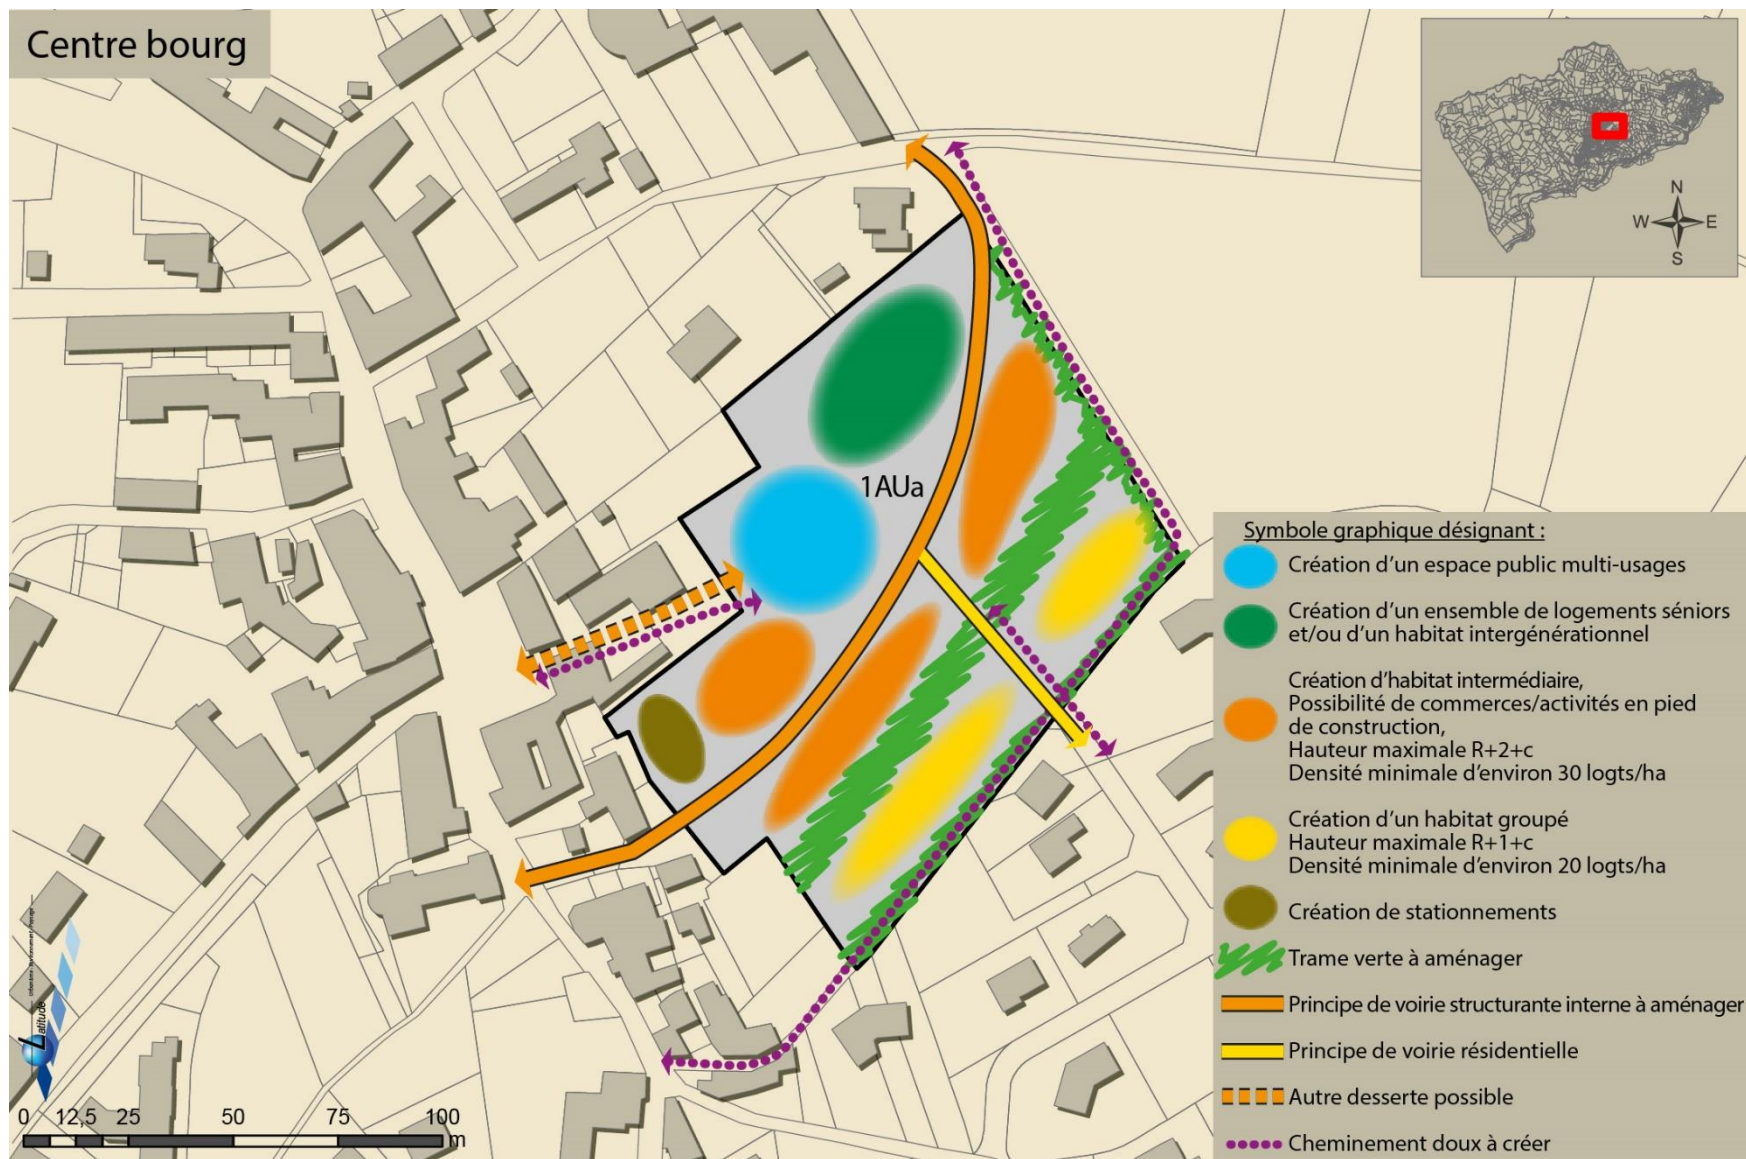 Centre bourg
N
W E
S
1AUa
Symbole graphique désignant :
Création d'un espace public multi-usages
Création d'un ensemble de logements séniors
et/ou d'un habitat intergénérationnel
Création d'habitat intermédiaire,
Possibilité de commerces/activités en pied
de construction,
Hauteur maximale R+2+c
Densité minimale d'environ 30 logts/ha
Création d'un habitat groupé
Hauteur maximale R+1+c
Densité minimale d'environ 20 logts/ha
Création de stationnements
Trame verte à aménager
Principe de voirie structurante interne à aménager
Principe de voirie résidentielle
Autre desserte possible
Cheminement doux à créer
Latitude
0 12,5 25 50 75 100
m